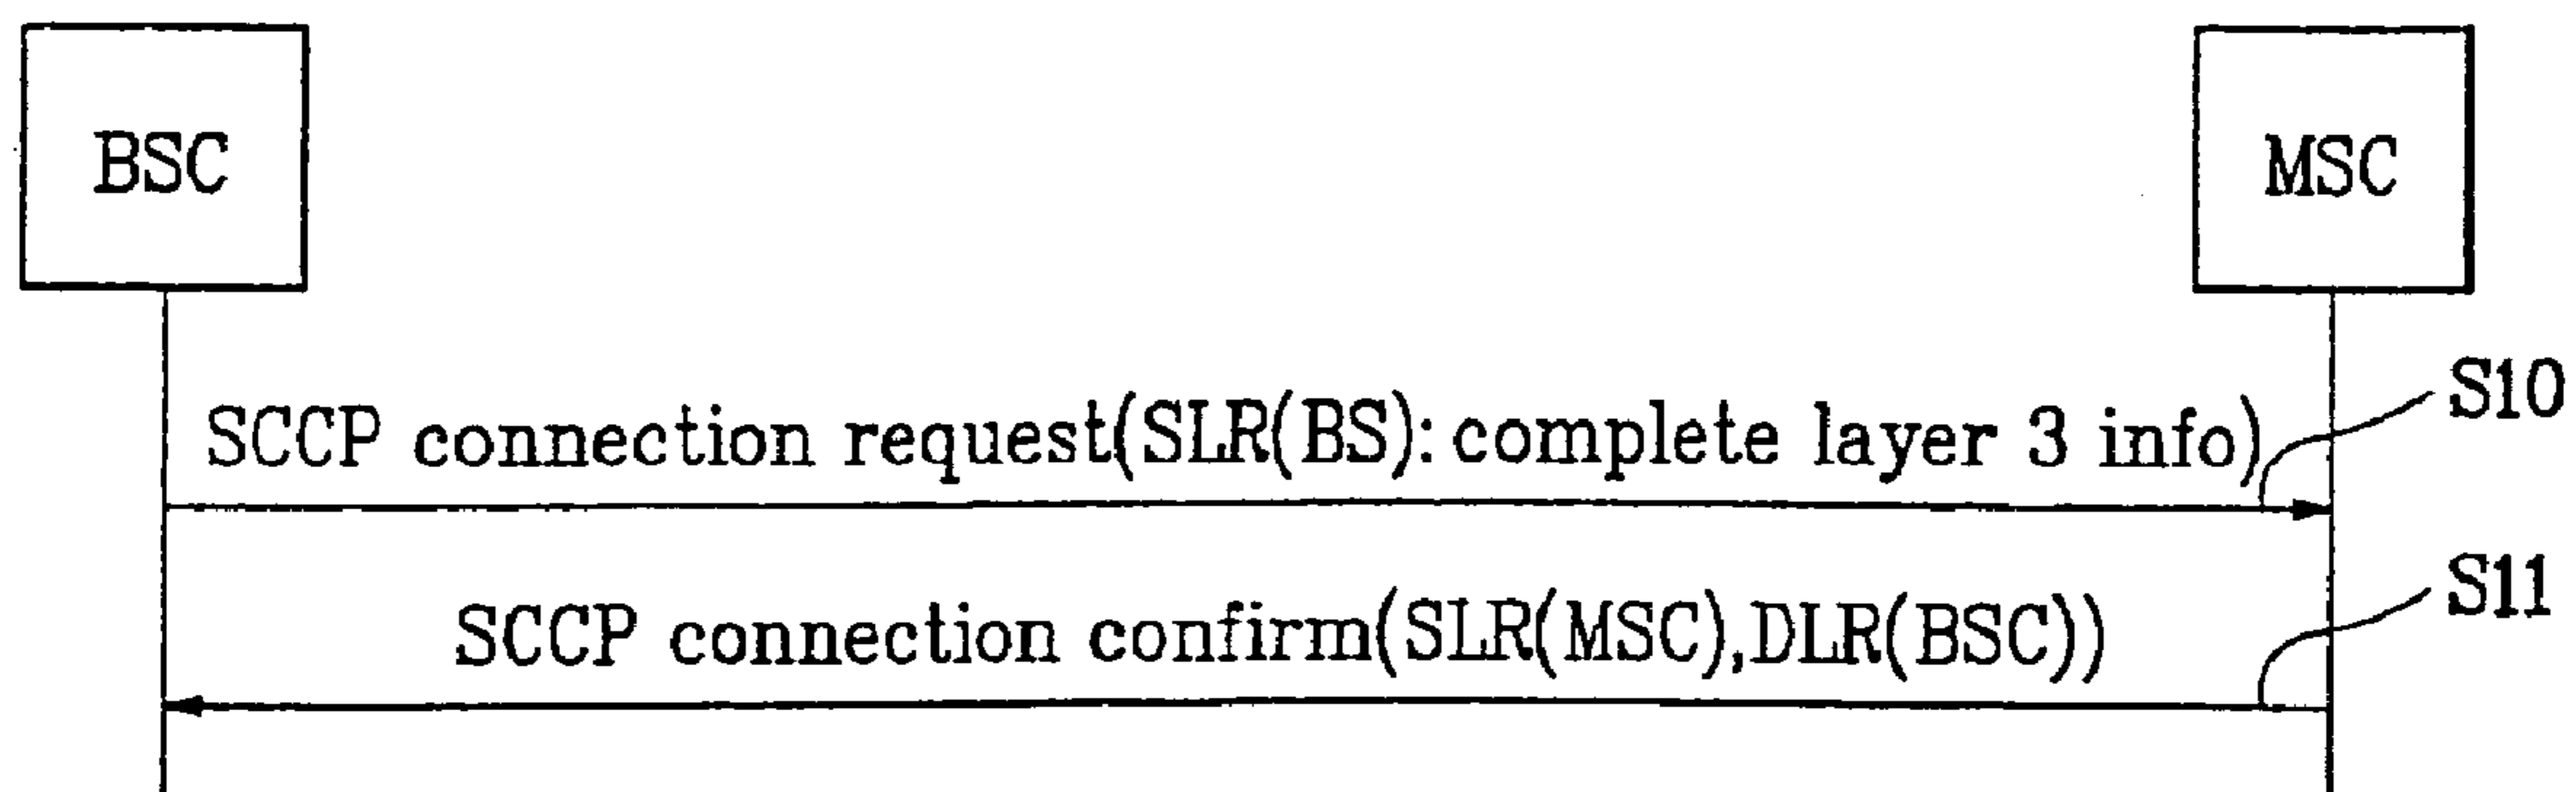 BSC
MSC
SCCP connection request(SLR(BS): complete layer 3 info)
S10
SCCP connection confirm(SLR(MSC),DLR(BSC))
S11